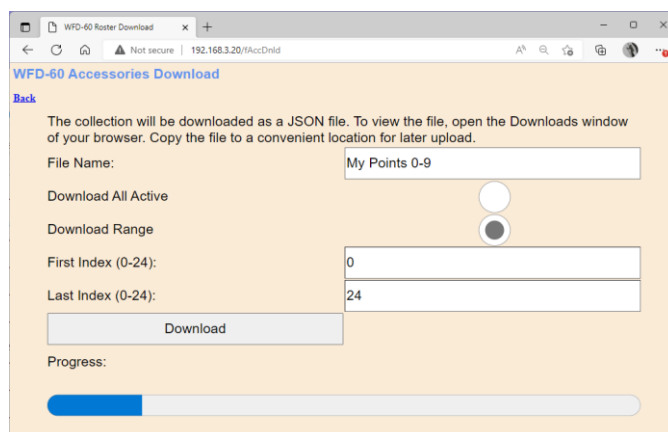 WFD-60 Roster Download
Not secure | 192.168.3.20/fAccDnld
WFD-60 Accessories Download
Back
The collection will be downloaded as a JSON file. To view the file, open the Downloads window
of your browser. Copy the file to a convenient location for later upload.
File Name: My Points 0-9
Download All Active
Download Range
First Index (0-24): 0
Last Index (0-24): 24
Download
Progress: